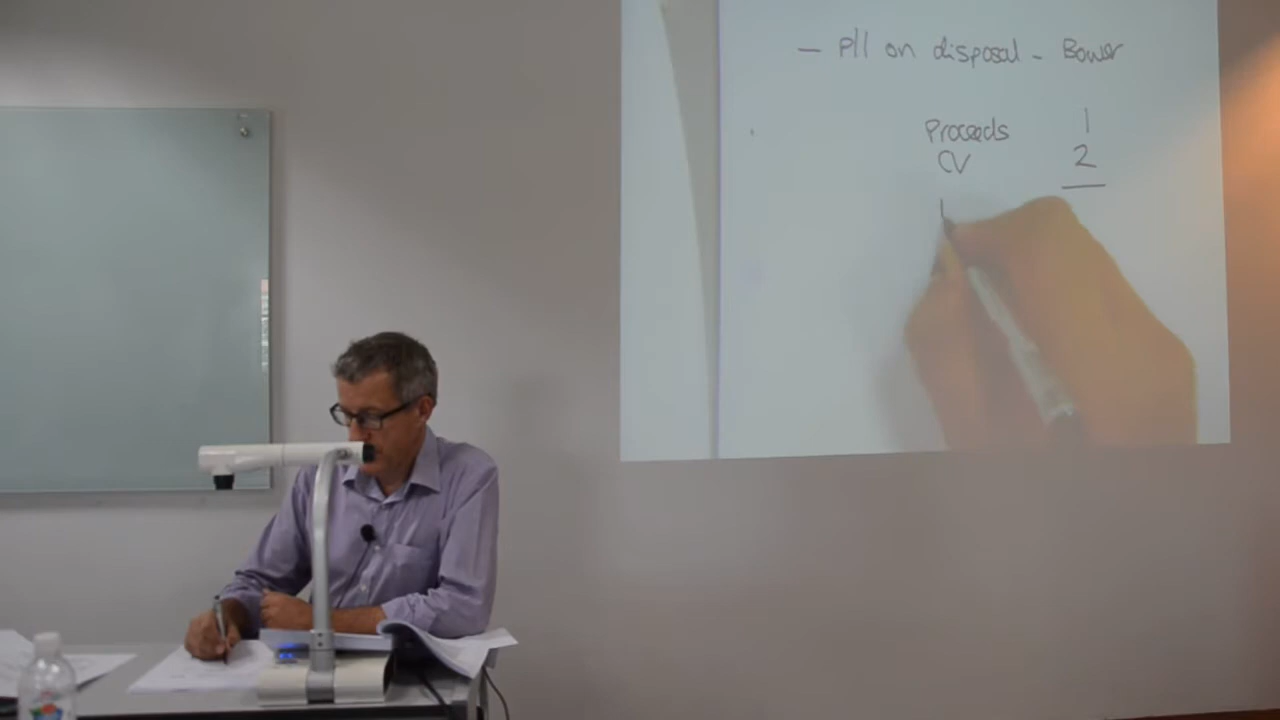 — P/l on disposal - Bower
Proceeds 1
CV 2